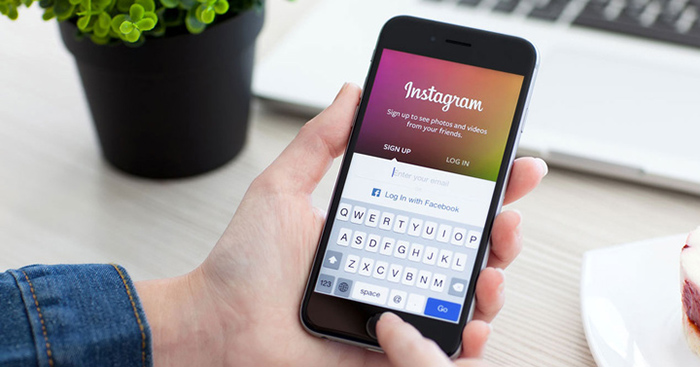 Instagram
Sign up to see photos and videos
from your friends.
SIGN UP LOG IN
Enter your email
Log In with Facebook
Q W E R T Y U I O P
A S D F G H J K L
Z X C V B N M
123 space @ . Go